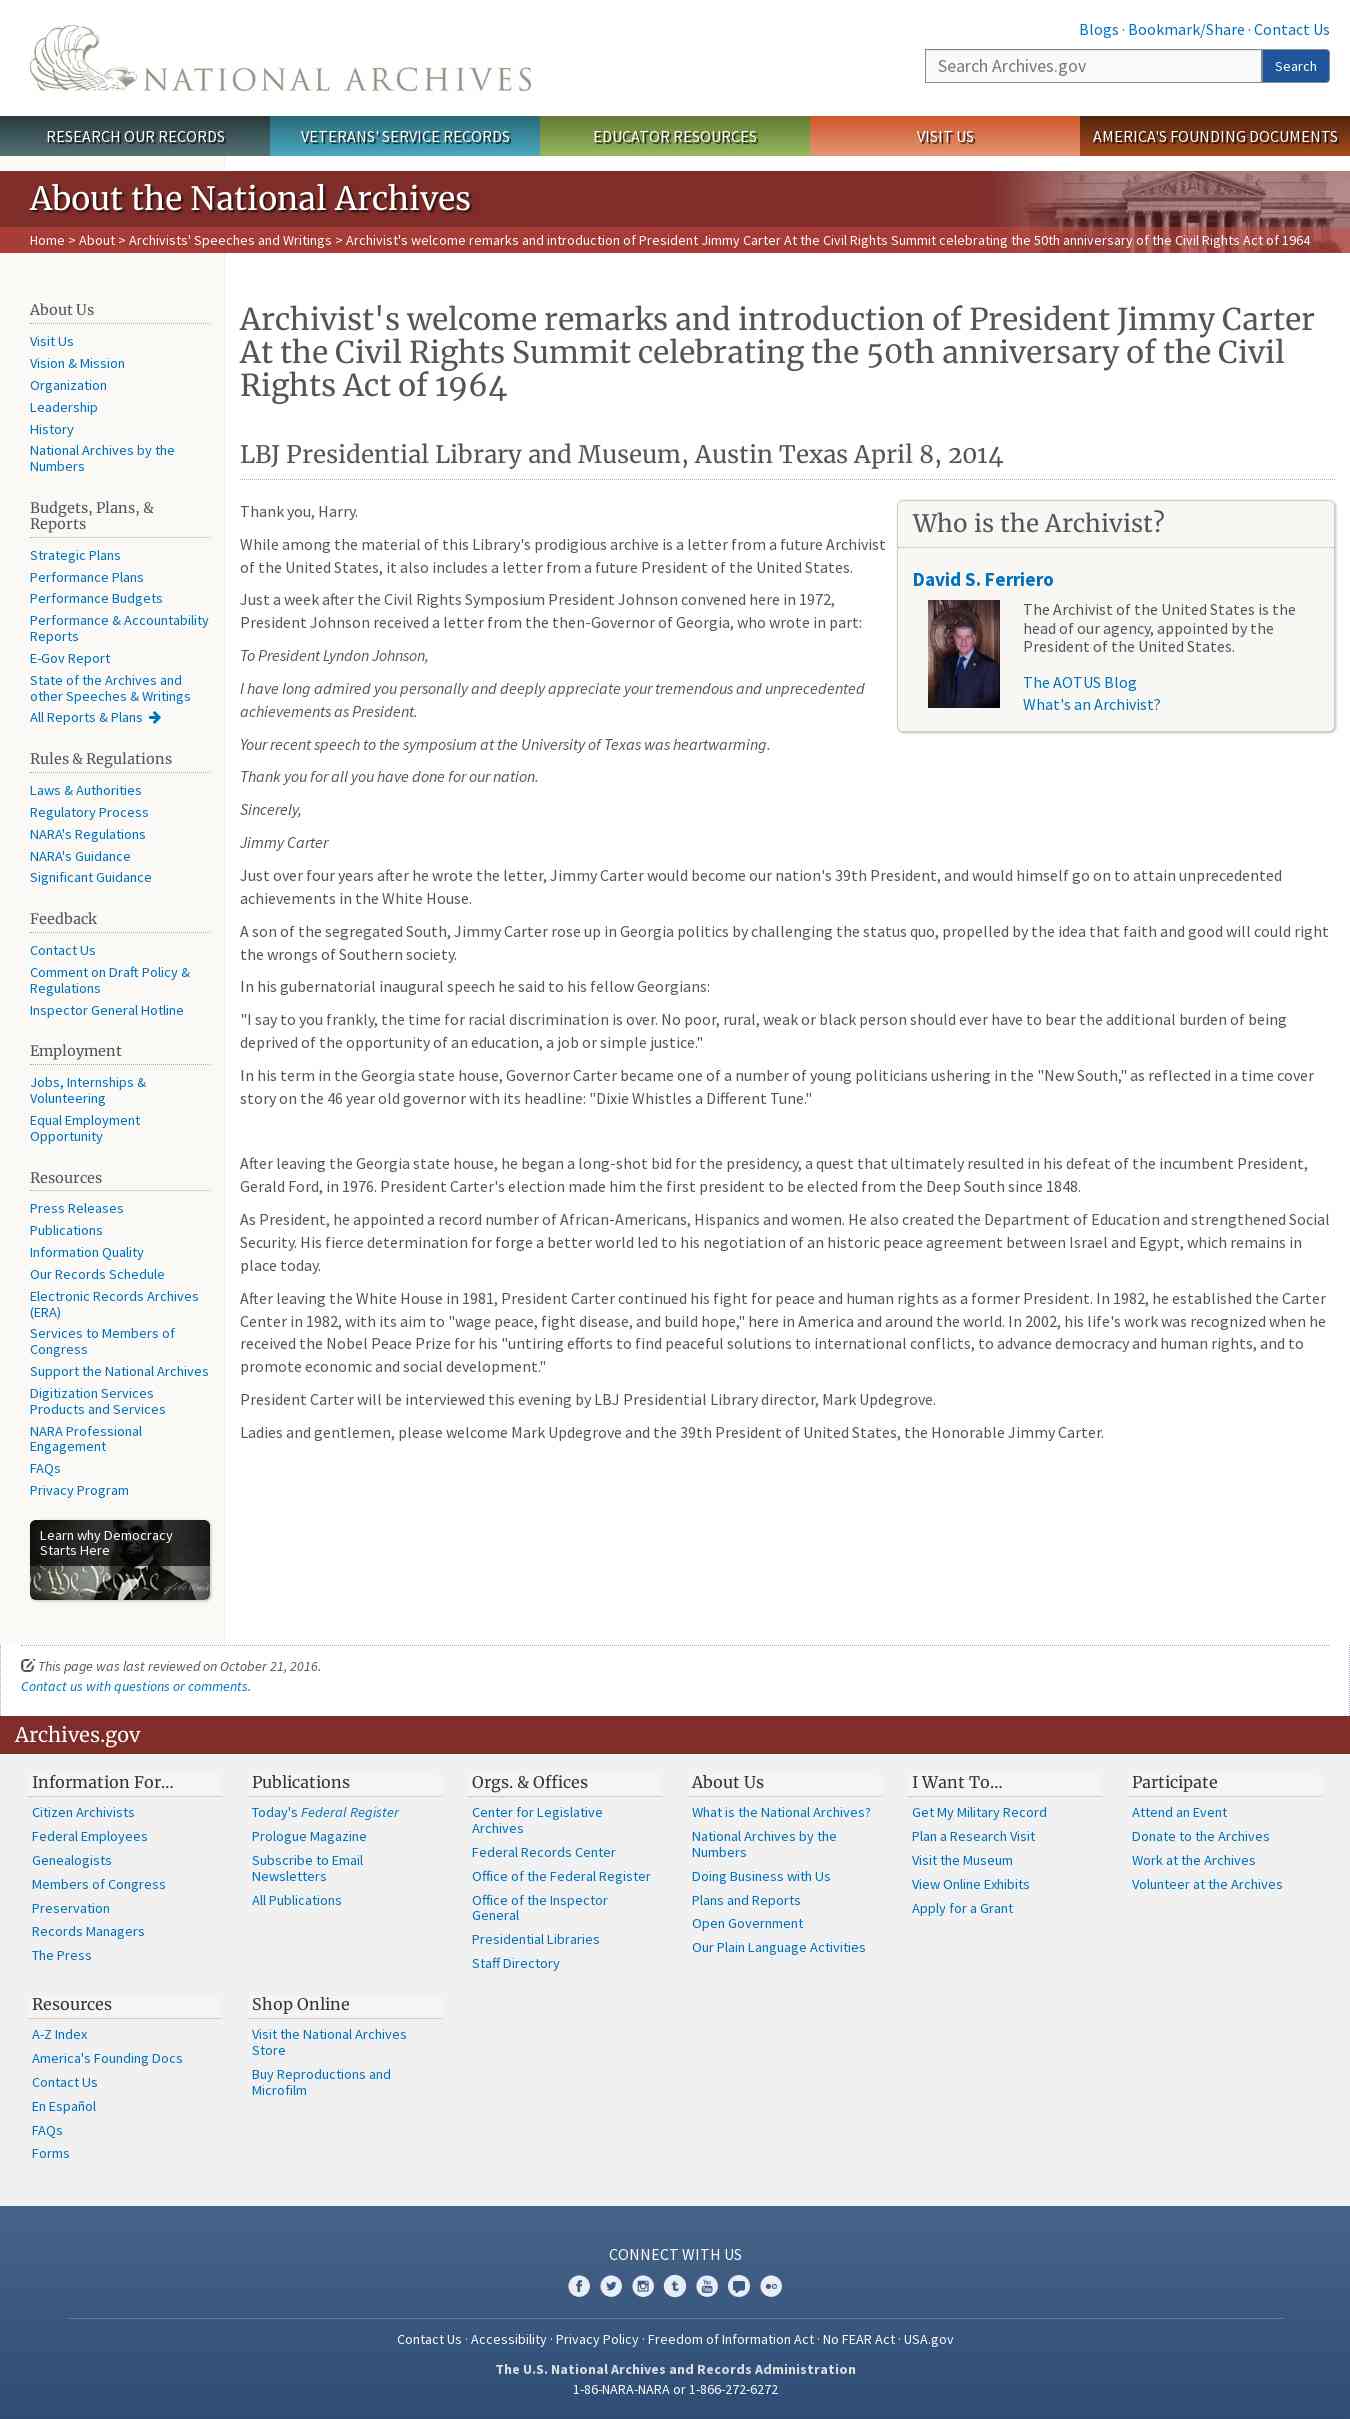 Blogs · Bookmark/Share · Contact Us
NATIONAL ARCHIVES
Search Archives.gov
Search
RESEARCH OUR RECORDS
VETERANS' SERVICE RECORDS
EDUCATOR RESOURCES
VISIT US
AMERICA'S FOUNDING DOCUMENTS
About the National Archives
Home > About > Archivists' Speeches and Writings > Archivist's welcome remarks and introduction of President Jimmy Carter At the Civil Rights Summit celebrating the 50th anniversary of the Civil Rights Act of 1964
About Us
Visit Us
Vision & Mission
Organization
Leadership
History
National Archives by the
Numbers
Budgets, Plans, &
Reports
Strategic Plans
Performance Plans
Performance Budgets
Performance & Accountability
Reports
E-Gov Report
State of the Archives and
other Speeches & Writings
All Reports & Plans
Rules & Regulations
Laws & Authorities
Regulatory Process
NARA's Regulations
NARA's Guidance
Significant Guidance
Feedback
Contact Us
Comment on Draft Policy &
Regulations
Inspector General Hotline
Employment
Jobs, Internships &
Volunteering
Equal Employment
Opportunity
Resources
Press Releases
Publications
Information Quality
Our Records Schedule
Electronic Records Archives
(ERA)
Services to Members of
Congress
Support the National Archives
Digitization Services
Products and Services
NARA Professional
Engagement
FAQs
Privacy Program
Learn why Democracy
Starts Here
e the People
Archivist's welcome remarks and introduction of President Jimmy Carter
At the Civil Rights Summit celebrating the 50th anniversary of the Civil
Rights Act of 1964
LBJ Presidential Library and Museum, Austin Texas April 8, 2014
Who is the Archivist?
David S. Ferriero
The Archivist of the United States is the
head of our agency, appointed by the
President of the United States.
The AOTUS Blog
What's an Archivist?
Thank you, Harry.
While among the material of this Library's prodigious archive is a letter from a future Archivist
of the United States, it also includes a letter from a future President of the United States.
Just a week after the Civil Rights Symposium President Johnson convened here in 1972,
President Johnson received a letter from the then-Governor of Georgia, who wrote in part:
To President Lyndon Johnson,
I have long admired you personally and deeply appreciate your tremendous and unprecedented
achievements as President.
Your recent speech to the symposium at the University of Texas was heartwarming.
Thank you for all you have done for our nation.
Sincerely,
Jimmy Carter
Just over four years after he wrote the letter, Jimmy Carter would become our nation's 39th President, and would himself go on to attain unprecedented
achievements in the White House.
A son of the segregated South, Jimmy Carter rose up in Georgia politics by challenging the status quo, propelled by the idea that faith and good will could right
the wrongs of Southern society.
In his gubernatorial inaugural speech he said to his fellow Georgians:
"I say to you frankly, the time for racial discrimination is over. No poor, rural, weak or black person should ever have to bear the additional burden of being
deprived of the opportunity of an education, a job or simple justice."
In his term in the Georgia state house, Governor Carter became one of a number of young politicians ushering in the "New South," as reflected in a time cover
story on the 46 year old governor with its headline: "Dixie Whistles a Different Tune."
After leaving the Georgia state house, he began a long-shot bid for the presidency, a quest that ultimately resulted in his defeat of the incumbent President,
Gerald Ford, in 1976. President Carter's election made him the first president to be elected from the Deep South since 1848.
As President, he appointed a record number of African-Americans, Hispanics and women. He also created the Department of Education and strengthened Social
Security. His fierce determination for forge a better world led to his negotiation of an historic peace agreement between Israel and Egypt, which remains in
place today.
After leaving the White House in 1981, President Carter continued his fight for peace and human rights as a former President. In 1982, he established the Carter
Center in 1982, with its aim to "wage peace, fight disease, and build hope," here in America and around the world. In 2002, his life's work was recognized when he
received the Nobel Peace Prize for his "untiring efforts to find peaceful solutions to international conflicts, to advance democracy and human rights, and to
promote economic and social development."
President Carter will be interviewed this evening by LBJ Presidential Library director, Mark Updegrove.
Ladies and gentlemen, please welcome Mark Updegrove and the 39th President of United States, the Honorable Jimmy Carter.
This page was last reviewed on October 21, 2016.
Contact us with questions or comments.
Archives.gov
Information For…
Citizen Archivists
Federal Employees
Genealogists
Members of Congress
Preservation
Records Managers
The Press
Publications
Today's Federal Register
Prologue Magazine
Subscribe to Email
Newsletters
All Publications
Orgs. & Offices
Center for Legislative
Archives
Federal Records Center
Office of the Federal Register
Office of the Inspector
General
Presidential Libraries
Staff Directory
About Us
What is the National Archives?
National Archives by the
Numbers
Doing Business with Us
Plans and Reports
Open Government
Our Plain Language Activities
I Want To…
Get My Military Record
Plan a Research Visit
Visit the Museum
View Online Exhibits
Apply for a Grant
Participate
Attend an Event
Donate to the Archives
Work at the Archives
Volunteer at the Archives
Resources
A-Z Index
America's Founding Docs
Contact Us
En Español
FAQs
Forms
Shop Online
Visit the National Archives
Store
Buy Reproductions and
Microfilm
CONNECT WITH US
Contact Us · Accessibility · Privacy Policy · Freedom of Information Act · No FEAR Act · USA.gov
The U.S. National Archives and Records Administration
1-86-NARA-NARA or 1-866-272-6272